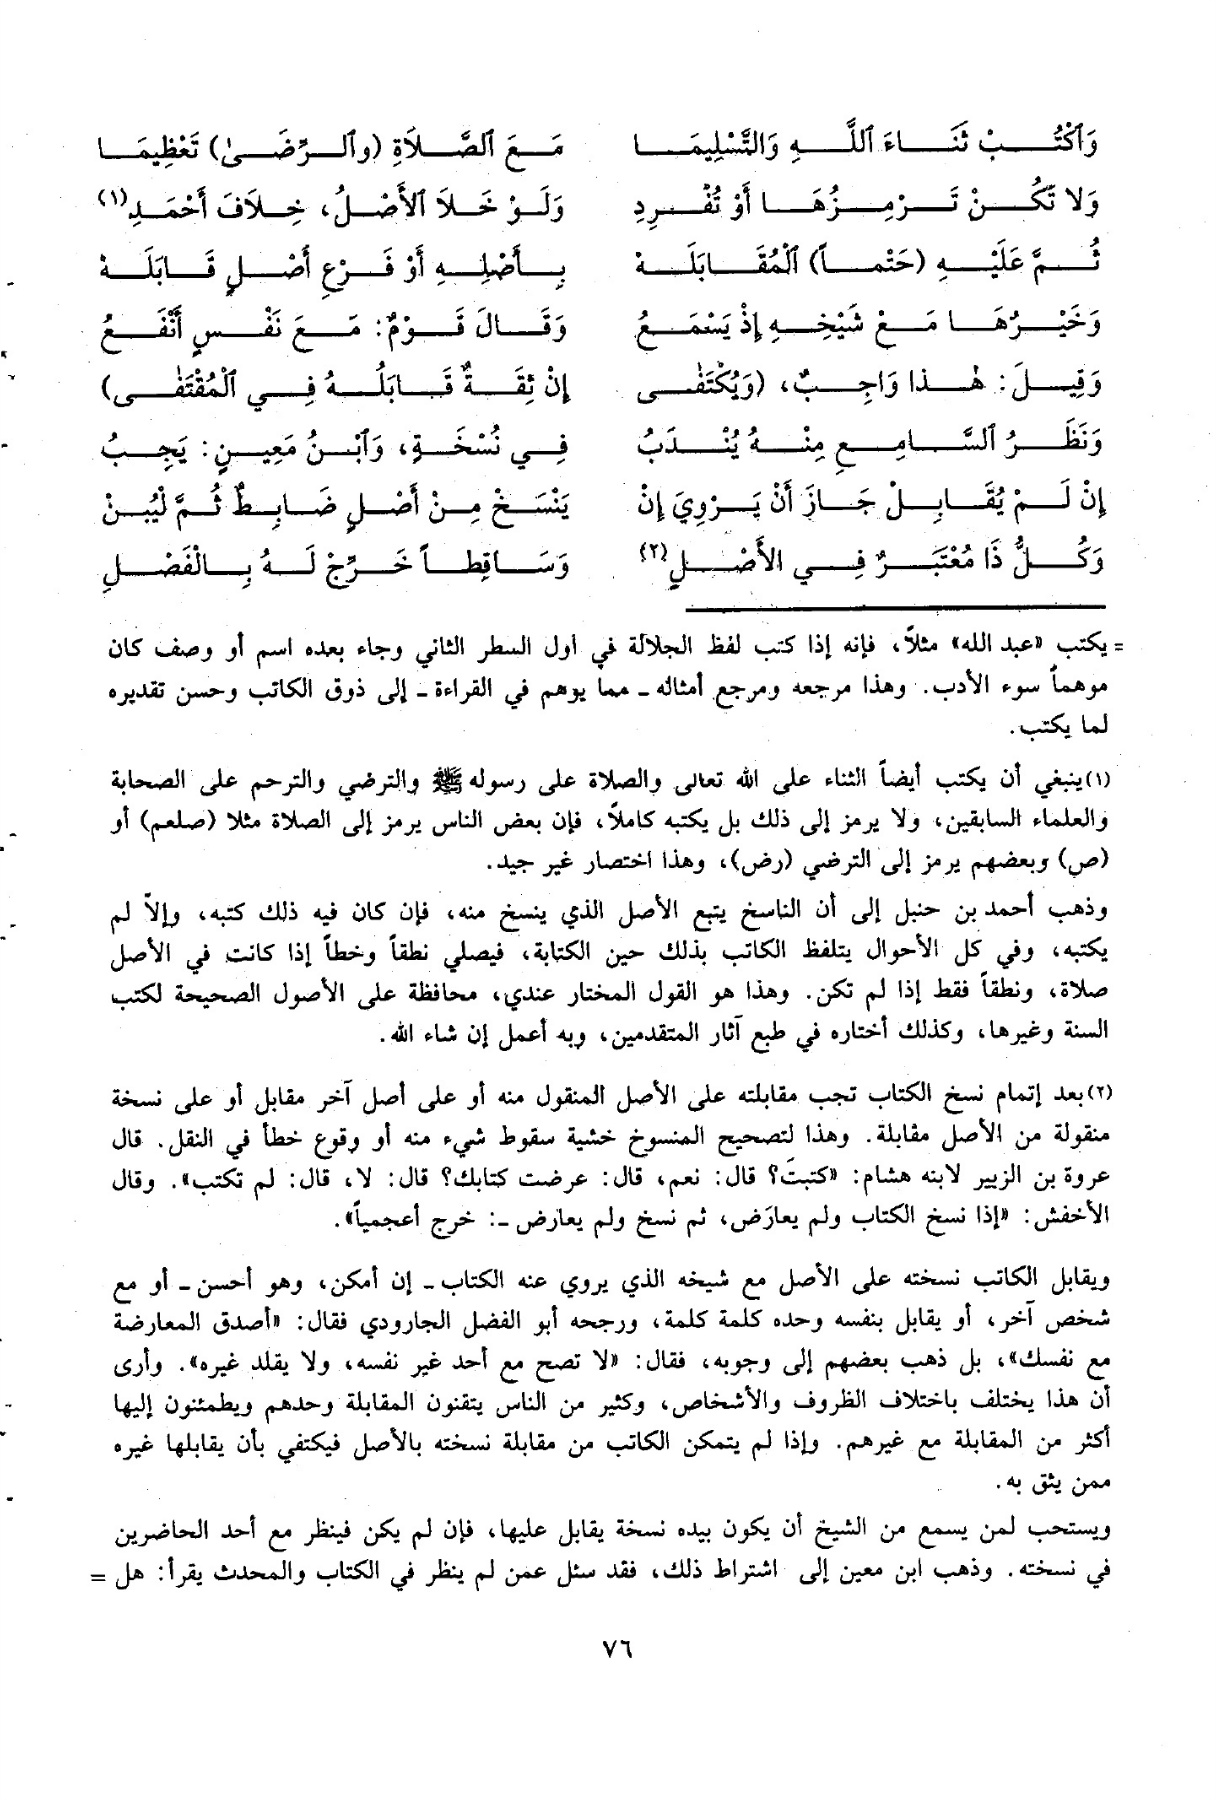 وَٱكْتُبْ ثَنَاءَ ٱللَّهِ وَالتَّسْلِيمَا مَعَ ٱلصَّلَاةِ (وٱلرِّضَىٰ) تَعْظِيمَا
وَلا تَكُنْ تَرْمِزُهَا أَوْ تُفْرِدِ وَلَوْ خَلَا ٱلأَصْلُ، خِلَافَ أَحْمَدِ (١)
ثُمَّ عَلَيْهِ (حَتْماً) ٱلْمُقَابَلَهْ بِأَصْلِهِ أَوْ فَرْعِ أَصْلٍ قَابَلَهْ
وَخَيْرُهَا مَعْ شَيْخِهِ إِذْ يَسْمَعُ وَقَالَ قَوْمٌ: مَعَ نَفْسٍ أَنْفَعُ
وَقِيلَ: هٰذا وَاجِبٌ، (وَيُكْتَفٰى إِنْ ثِقَةٌ قَابَلَهُ فِي ٱلْمُقْتَفٰى)
وَنَظَرُ ٱلسَّامِعِ مِنْهُ يُنْدَبُ فِي نُسْخَةٍ، وَٱبْنُ مَعِينٍ: يَجِبُ
إِنْ لَمْ يُقَابِلْ جَازَ أَنْ يَرْوِيَ إِنْ يَنْسَخْ مِنْ أَصْلٍ ضَابِطٌ ثُمَّ لْيُبِنْ
وَكُلُّ ذَا مُعْتَبَرٌ فِي الأَصْلِ (٢) وَسَاقِطاً خَرِّجْ لَهُ بِالْفَصْلِ
= يكتب «عبد الله» مثلاً، فإنه إذا كتب لفظ الجلالة في أول السطر الثاني وجاء بعده اسم أو وصف كان
موهماً سوء الأدب. وهذا مرجعه ومرجع أمثاله ـ مما يوهم في القراءة ـ إلى ذوق الكاتب وحسن تقديره
لما يكتب.
(١) ينبغي أن يكتب أيضاً الثناء على الله تعالى والصلاة على رسوله ﷺ والترضي والترحم على الصحابة
والعلماء السابقين، ولا يرمز إلى ذلك بل يكتبه كاملاً، فإن بعض الناس يرمز إلى الصلاة مثلا (صلعم) أو
(ص) وبعضهم يرمز إلى الترضي (رض)، وهذا اختصار غير جيد.
وذهب أحمد بن حنبل إلى أن الناسخ يتبع الأصل الذي ينسخ منه، فإن كان فيه ذلك كتبه، وإلاّ لم
يكتبه، وفي كل الأحوال يتلفظ الكاتب بذلك حين الكتابة، فيصلي نطقاً وخطاً إذا كانت في الأصل
صلاة، ونطقاً فقط إذا لم تكن. وهذا هو القول المختار عندي، محافظة على الأصول الصحيحة لكتب
السنة وغيرها، وكذلك أختاره في طبع آثار المتقدمين، وبه أعمل إن شاء الله.
(٢) بعد إتمام نسخ الكتاب تجب مقابلته على الأصل المنقول منه أو على أصل آخر مقابل أو على نسخة
منقولة من الأصل مقابلة. وهذا لتصحيح المنسوخ خشية سقوط شيء منه أو وقوع خطأ في النقل. قال
عروة بن الزبير لابنه هشام: «كتبتَ؟ قال: نعم، قال: عرضت كتابك؟ قال: لا، قال: لم تكتب». وقال
الأخفش: «إذا نسخ الكتاب ولم يعارَض، ثم نسخ ولم يعارض ـ: خرج أعجمياً».
ويقابل الكاتب نسخته على الأصل مع شيخه الذي يروي عنه الكتاب ـ إن أمكن، وهو أحسن ـ أو مع
شخص آخر، أو يقابل بنفسه وحده كلمة كلمة، ورجحه أبو الفضل الجارودي فقال: «أصدق المعارضة
مع نفسك»، بل ذهب بعضهم إلى وجوبه، فقال: «لا تصح مع أحد غير نفسه، ولا يقلد غيره». وأرى
أن هذا يختلف باختلاف الظروف والأشخاص، وكثير من الناس يتقنون المقابلة وحدهم ويطمئنون إليها
أكثر من المقابلة مع غيرهم. وإذا لم يتمكن الكاتب من مقابلة نسخته بالأصل فيكتفي بأن يقابلها غيره
ممن يثق به.
ويستحب لمن يسمع من الشيخ أن يكون بيده نسخة يقابل عليها، فإن لم يكن فينظر مع أحد الحاضرين
في نسخته. وذهب ابن معين إلى اشتراط ذلك، فقد سئل عمن لم ينظر في الكتاب والمحدث يقرأ: هل =
٧٦